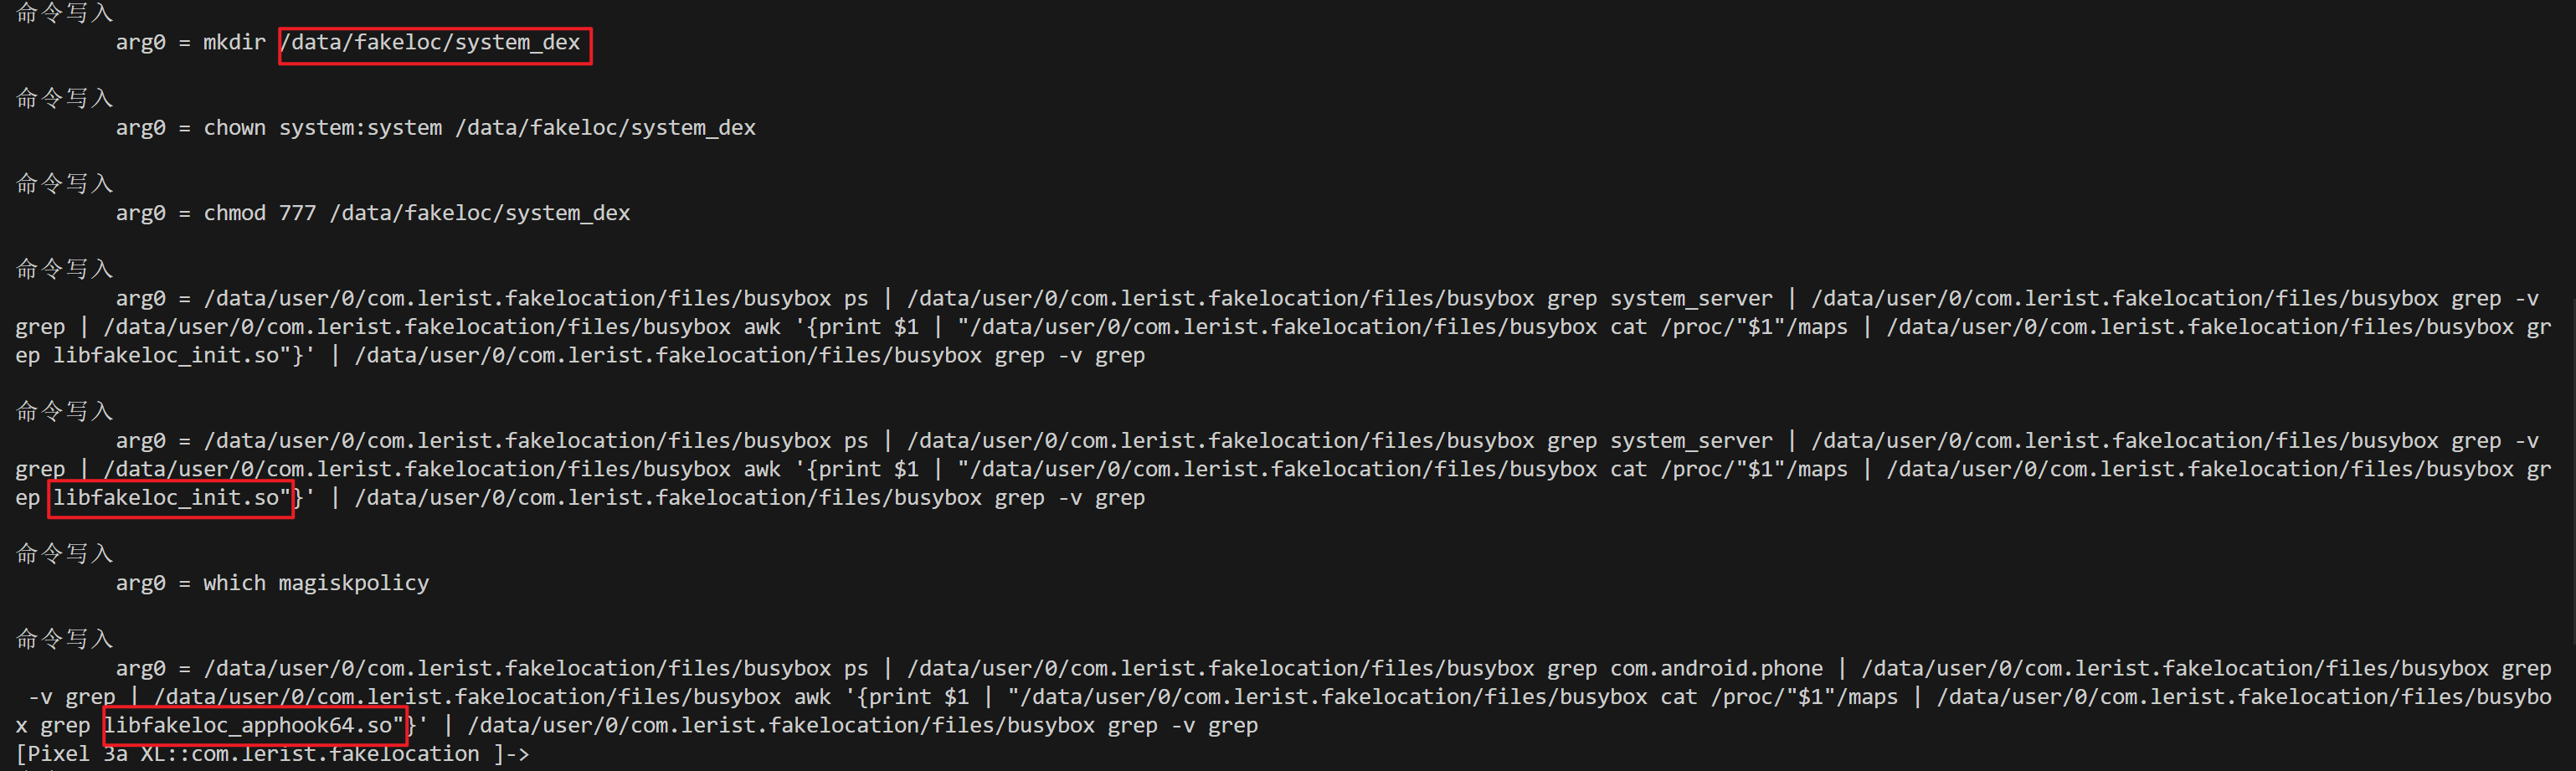 命令写入
arg0 = mkdir /data/fakeloc/system_dex
命令写入
arg0 = chown system:system /data/fakeloc/system_dex
命令写入
arg0 = chmod 777 /data/fakeloc/system_dex
命令写入
arg0 = /data/user/0/com.lerist.fakelocation/files/busybox ps | /data/user/0/com.lerist.fakelocation/files/busybox grep system_server | /data/user/0/com.lerist.fakelocation/files/busybox grep -v
grep | /data/user/0/com.lerist.fakelocation/files/busybox awk '{print $1 | "/data/user/0/com.lerist.fakelocation/files/busybox cat /proc/"$1"/maps | /data/user/0/com.lerist.fakelocation/files/busybox gr
ep libfakeloc_init.so"}' | /data/user/0/com.lerist.fakelocation/files/busybox grep -v grep
命令写入
arg0 = /data/user/0/com.lerist.fakelocation/files/busybox ps | /data/user/0/com.lerist.fakelocation/files/busybox grep system_server | /data/user/0/com.lerist.fakelocation/files/busybox grep -v
grep | /data/user/0/com.lerist.fakelocation/files/busybox awk '{print $1 | "/data/user/0/com.lerist.fakelocation/files/busybox cat /proc/"$1"/maps | /data/user/0/com.lerist.fakelocation/files/busybox gr
ep libfakeloc_init.so"}' | /data/user/0/com.lerist.fakelocation/files/busybox grep -v grep
命令写入
arg0 = which magiskpolicy
命令写入
arg0 = /data/user/0/com.lerist.fakelocation/files/busybox ps | /data/user/0/com.lerist.fakelocation/files/busybox grep com.android.phone | /data/user/0/com.lerist.fakelocation/files/busybox grep
-v grep | /data/user/0/com.lerist.fakelocation/files/busybox awk '{print $1 | "/data/user/0/com.lerist.fakelocation/files/busybox cat /proc/"$1"/maps | /data/user/0/com.lerist.fakelocation/files/busybo
x grep libfakeloc_apphook64.so"}' | /data/user/0/com.lerist.fakelocation/files/busybox grep -v grep
[Pixel 3a XL::com.lerist.fakelocation ]->